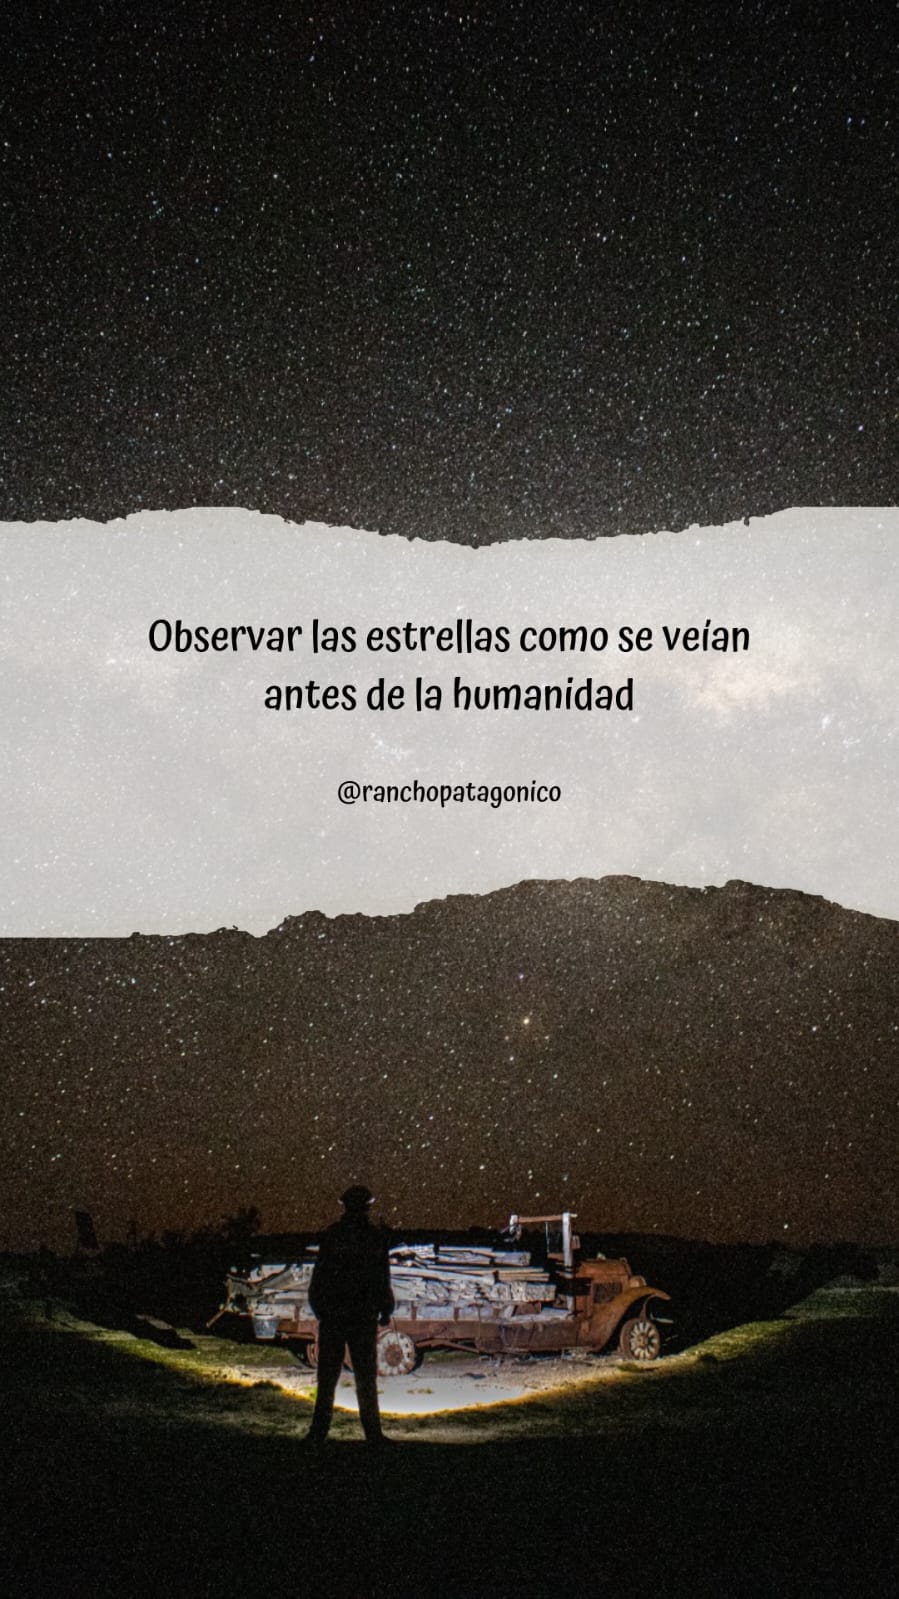 Observar las estrellas como se veían
antes de la humanidad
@ranchopatagonico